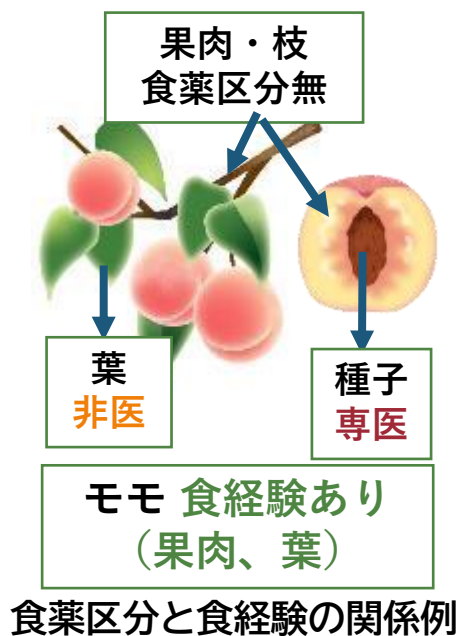 果肉・枝
食薬区分無
葉
非医
種子
専医
モモ 食経験あり
（果肉、葉）
食薬区分と食経験の関係例